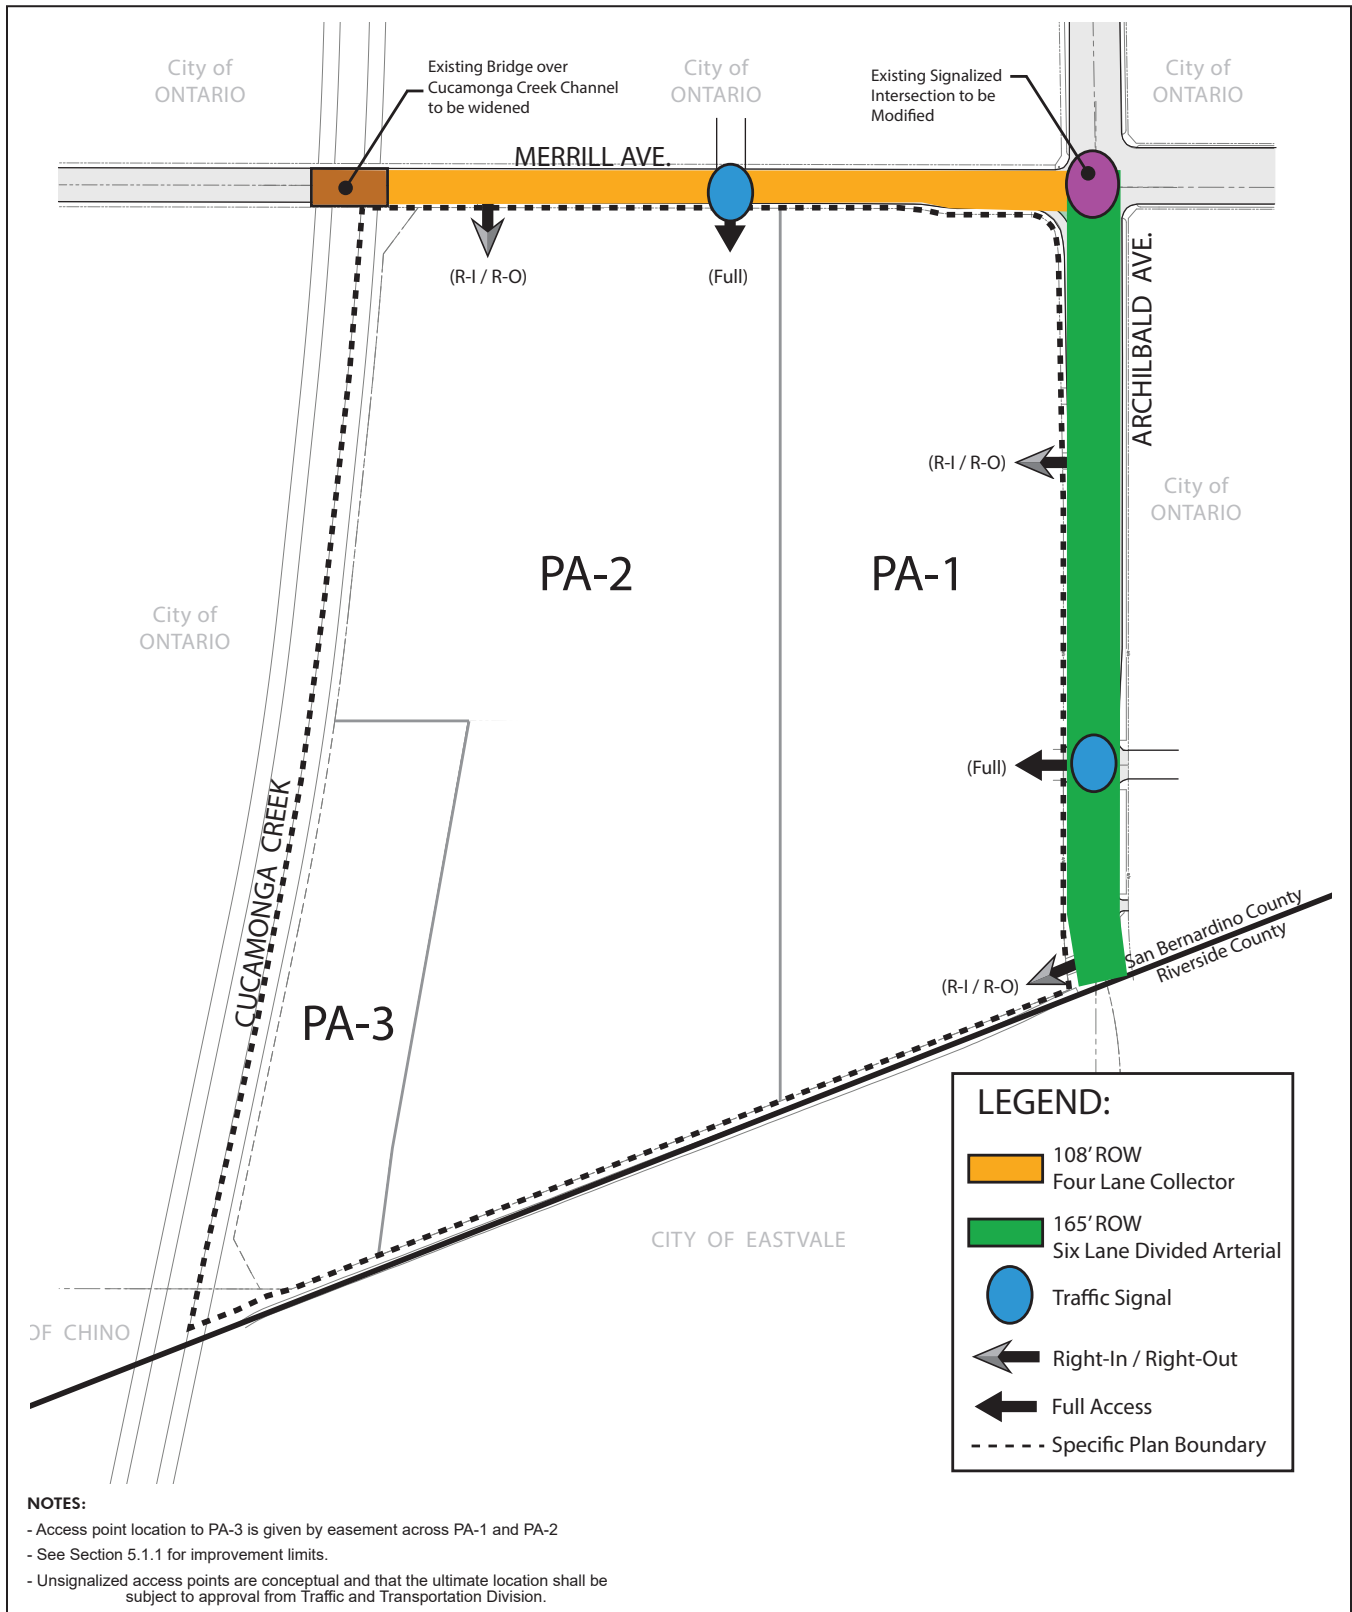 City of
ONTARIO
Existing Bridge over
Cucamonga Creek Channel
to be widened
City of
ONTARIO
Existing Signalized
Intersection to be
Modified
City of
ONTARIO
MERRILL AVE.
(R-I / R-O)
(Full)
ARCHILBALD AVE.
(R-I / R-O)
City of
ONTARIO
PA-2
PA-1
City of
ONTARIO
(Full)
CUCAMONGA CREEK
San Bernardino County
Riverside County
(R-I / R-O)
PA-3
LEGEND:
108' ROW
Four Lane Collector
165' ROW
Six Lane Divided Arterial
Traffic Signal
Right-In / Right-Out
Full Access
Specific Plan Boundary
CITY OF EASTVALE
OF CHINO
NOTES:
- Access point location to PA-3 is given by easement across PA-1 and PA-2
- See Section 5.1.1 for improvement limits.
- Unsignalized access points are conceptual and that the ultimate location shall be
subject to approval from Traffic and Transportation Division.